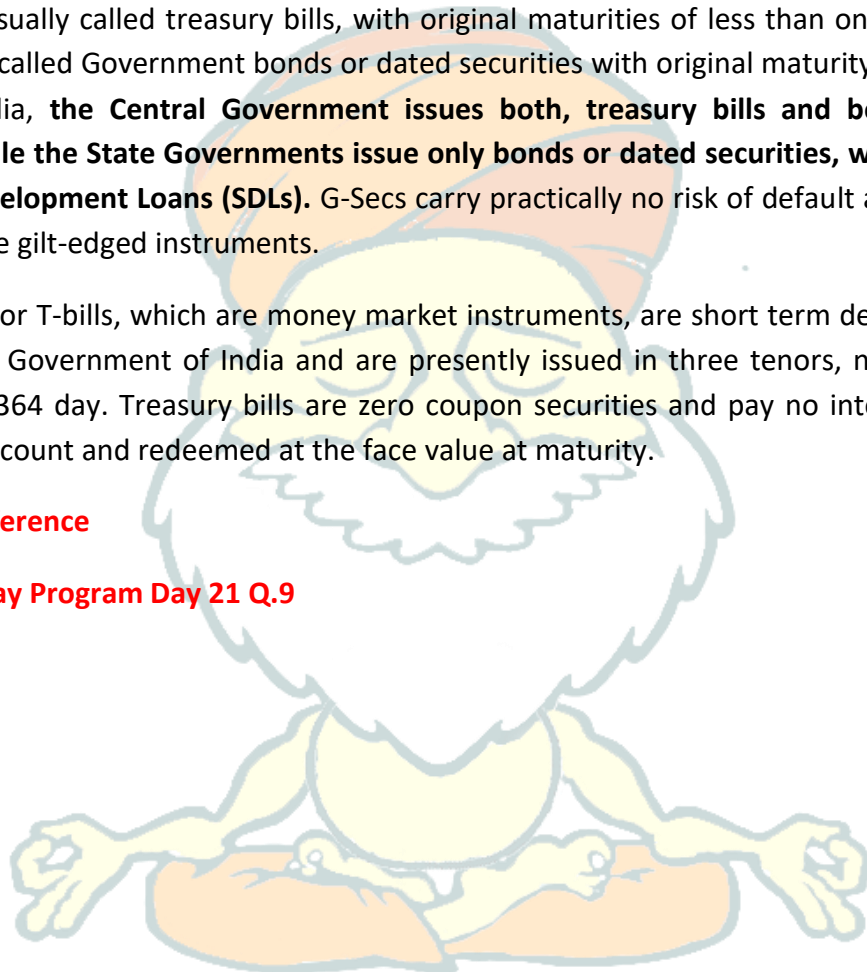 sually called treasury bills, with original maturities of less than on
called Government bonds or dated securities with original maturity
dia, the Central Government issues both, treasury bills and b
le the State Governments issue only bonds or dated securities, w
velopment Loans (SDLs). G-Secs carry practically no risk of default a
e gilt-edged instruments.
or T-bills, which are money market instruments, are short term de
Government of India and are presently issued in three tenors, n
364 day. Treasury bills are zero coupon securities and pay no int
count and redeemed at the face value at maturity.
erence
ay Program Day 21 Q.9